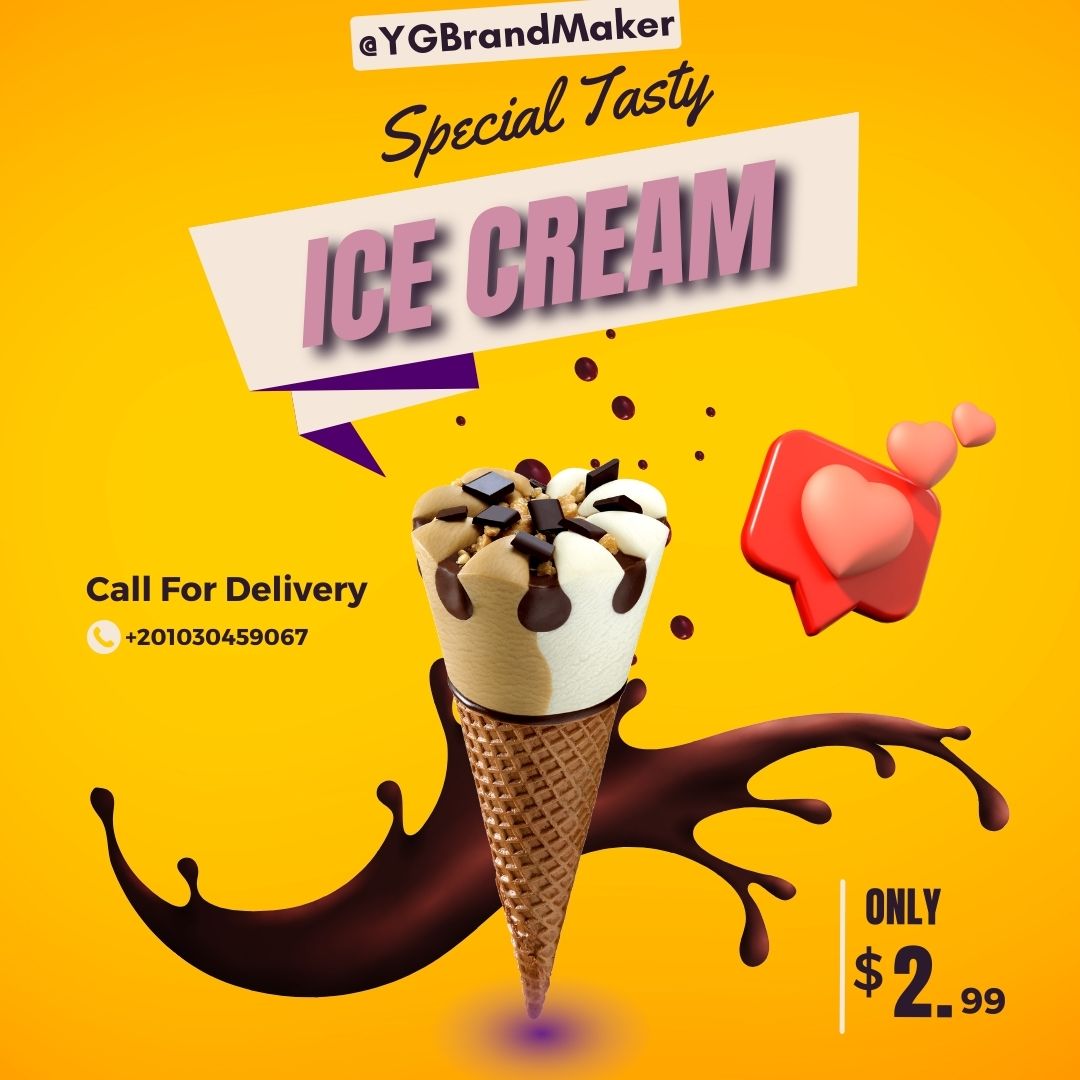 @YGBrandMaker
Special Tasty
ICE CREAM
Call For Delivery
+201030459067
ONLY
$2.99